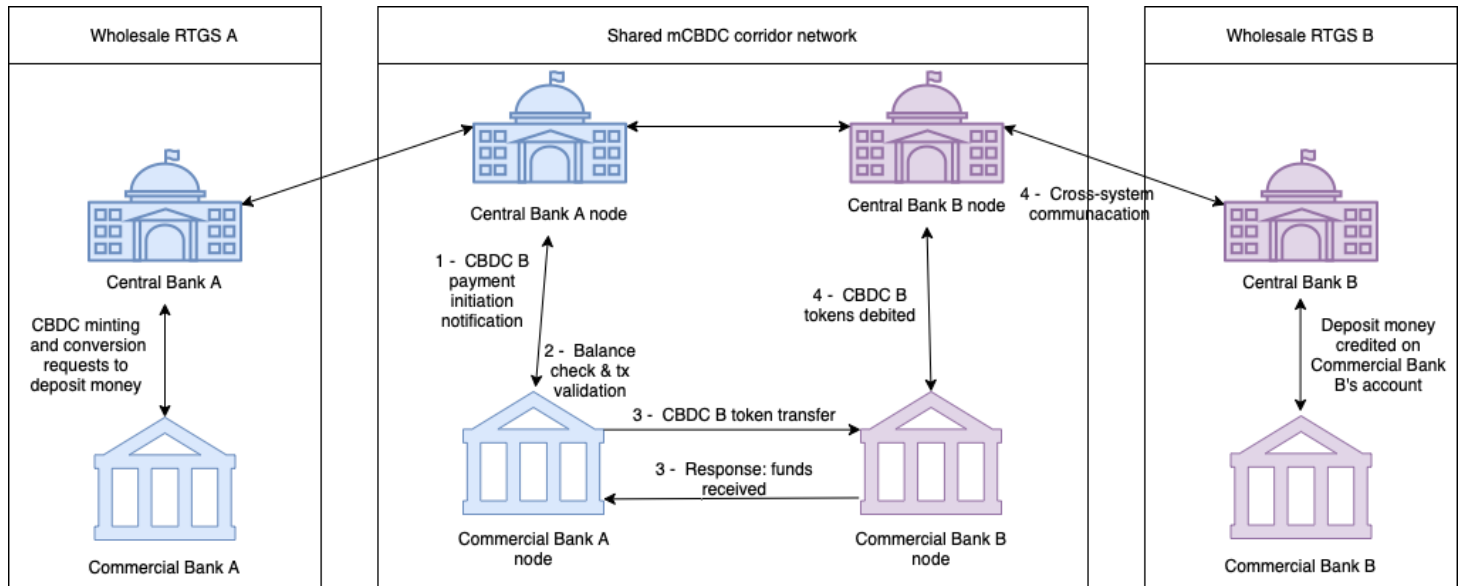 Wholesale RTGS A
Shared mCBDC corridor network
Wholesale RTGS B
Central Bank A node
Central Bank B node
4 - Cross-system
communacation
Central Bank A
Central Bank B
1 - CBDC B
payment
initiation
notification
4 - CBDC B
tokens debited
CBDC minting
and conversion
requests to
deposit money
Deposit money
credited on
Commercial Bank
B's account
2 - Balance
check & tx
validation
3 - CBDC B token transfer
3 - Response: funds
received
Commercial Bank A
node
Commercial Bank B
node
Commercial Bank A
Commercial Bank B